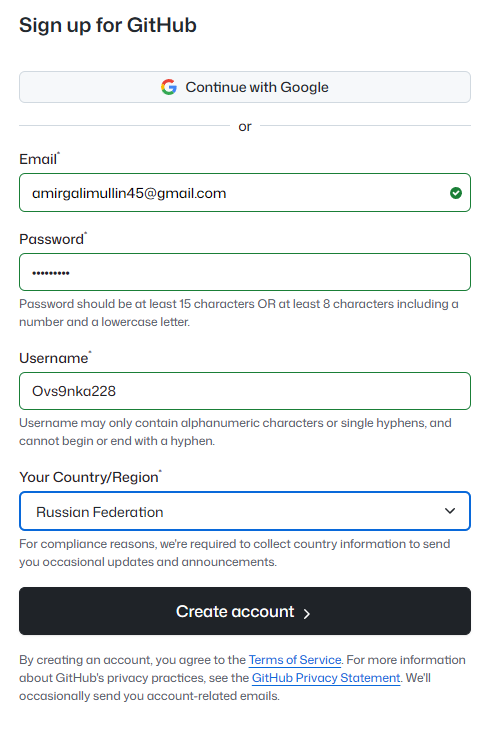 Sign up for GitHub
Continue with Google
or
Email*
amirgalimullin45@gmail.com
Password*
•••••••••
Password should be at least 15 characters OR at least 8 characters including a
number and a lowercase letter.
Username*
Ovs9nka228
Username may only contain alphanumeric characters or single hyphens, and
cannot begin or end with a hyphen.
Your Country/Region*
Russian Federation
For compliance reasons, we're required to collect country information to send
you occasional updates and announcements.
Create account
By creating an account, you agree to the Terms of Service. For more information
about GitHub's privacy practices, see the GitHub Privacy Statement. We'll
occasionally send you account-related emails.